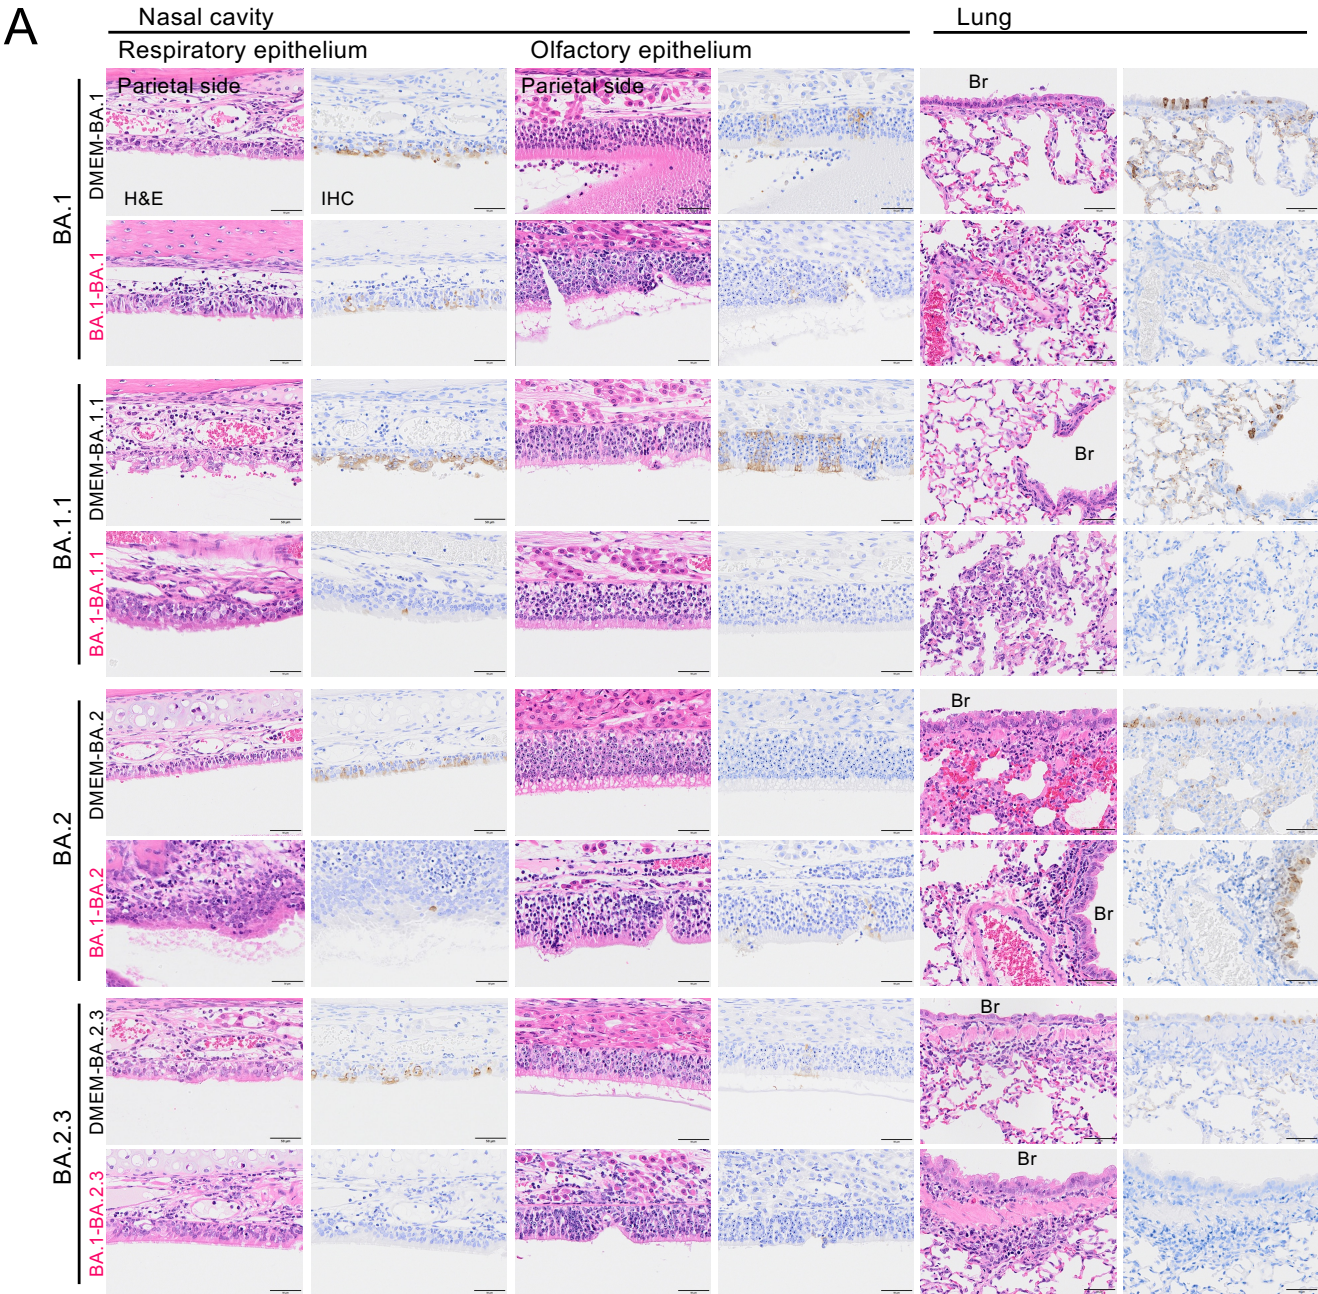 A
Nasal cavity
Lung
Respiratory epithelium
Olfactory epithelium
BA.1
DMEM-BA.1
Parietal side
H&E
IHC
Parietal side
Br
BA.1-BA.1
BA.1.1
DMEM-BA.1.1
Br
BA.1-BA.1.1
BA.2
DMEM-BA.2
Br
BA.1-BA.2
Br
BA.2.3
DMEM-BA.2.3
Br
BA.1-BA.2.3
Br